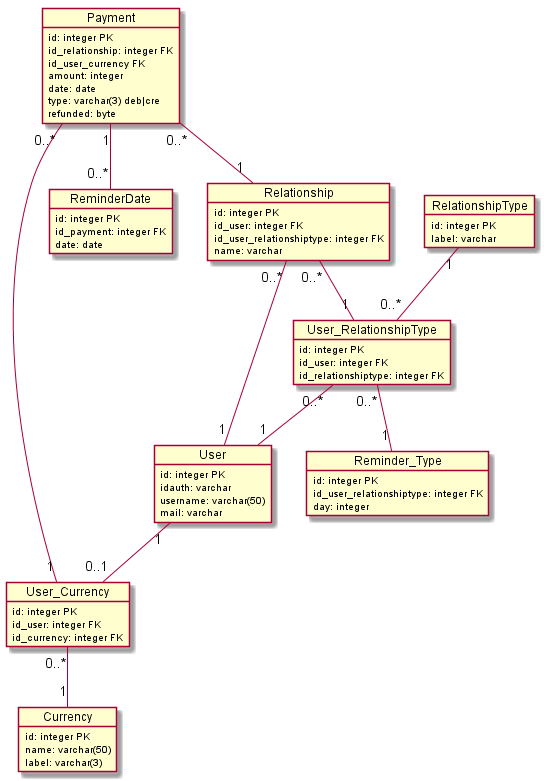 Payment
id: integer PK
id_relationship: integer FK
id_user_currency FK
amount: integer
date: date
type: varchar(3) deb|cre
refunded: byte
0..*
1
0..*
0..*
1
ReminderDate
id: integer PK
id_payment: integer FK
date: date
Relationship
id: integer PK
id_user: integer FK
id_user_relationshiptype: integer FK
name: varchar
RelationshipType
id: integer PK
label: varchar
0..*
0..*
1
1
0..*
User_RelationshipType
id: integer PK
id_user: integer FK
id_relationshiptype: integer FK
0..*
0..*
1
1
1
User
id: integer PK
idauth: varchar
username: varchar(50)
mail: varchar
Reminder_Type
id: integer PK
id_user_relationshiptype: integer FK
day: integer
1
1
0..1
User_Currency
id: integer PK
id_user: integer FK
id_currency: integer FK
0..*
1
Currency
id: integer PK
name: varchar(50)
label: varchar(3)